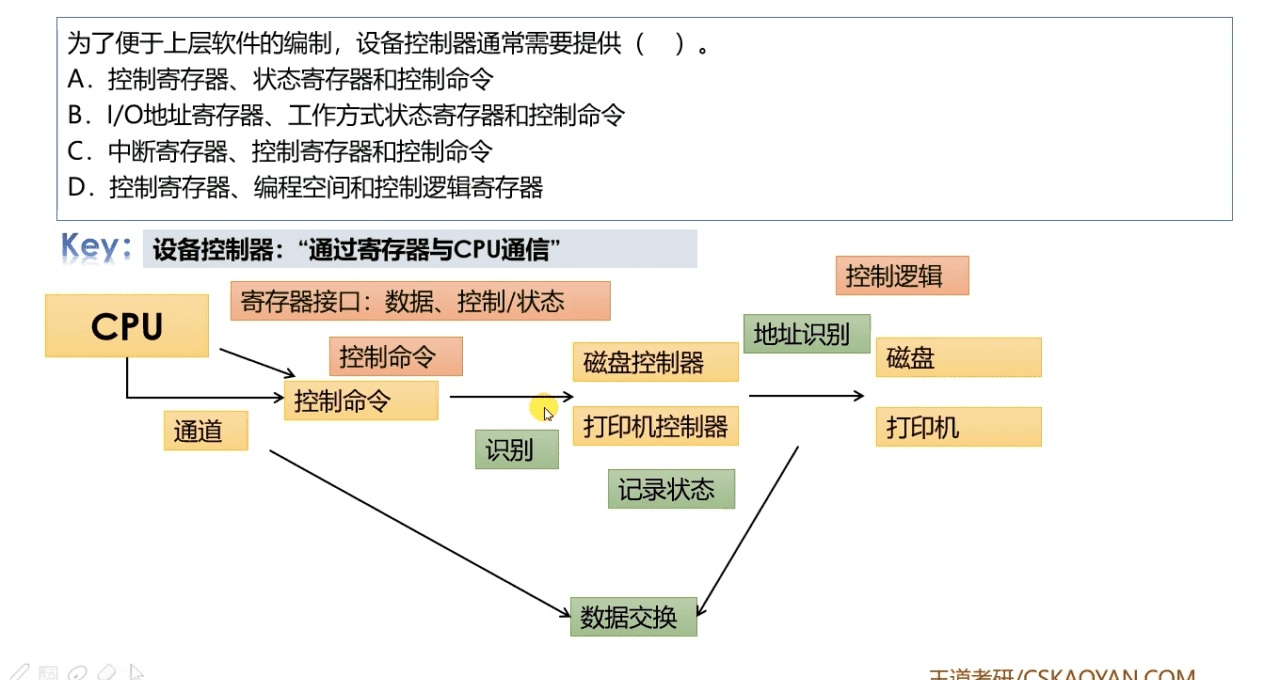 为了便于上层软件的编制，设备控制器通常需要提供（　）。
A．控制寄存器、状态寄存器和控制命令
B．I/O地址寄存器、工作方式状态寄存器和控制命令
C．中断寄存器、控制寄存器和控制命令
D．控制寄存器、编程空间和控制逻辑寄存器
Key：设备控制器：“通过寄存器与CPU通信”
控制逻辑
寄存器接口：数据、控制/状态
CPU
地址识别
控制命令
磁盘控制器
磁盘
控制命令
通道
打印机控制器
打印机
识别
记录状态
数据交换
王道考研/CSKAOYAN.COM